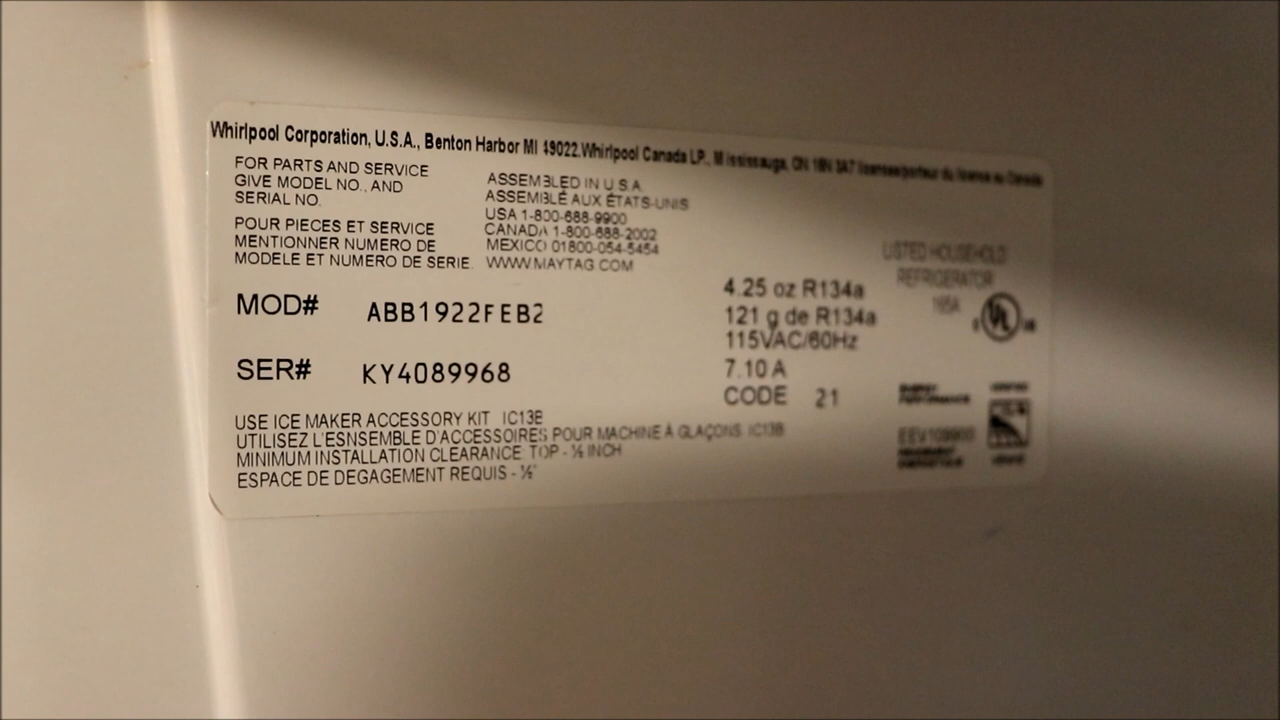 Whirlpool Corporation, U.S.A., Benton Harbor MI 49022 Whirlpool Canada LP., Mississauga, ON
FOR PARTS AND SERVICE
GIVE MODEL NO., AND
SERIAL NO.
POUR PIECES ET SERVICE
MENTIONNER NUMERO DE
MODELE ET NUMERO DE SERIE.
ASSEMBLED IN U.S.A.
ASSEMBLÉ AUX ÉTATS-UNIS
USA 1-800-688-9900
CANADA 1-800-688-2002
MEXICO 01800-054-5454
WWW.MAYTAG.COM
LISTED HOUSEHOLD
REFRIGERATOR
UL
MOD# ABB1922FEB2
SER# KY4089968
4.25 oz R134a
121 g de R134a
115VAC/60Hz
7.10 A
CODE 21
USE ICE MAKER ACCESSORY KIT IC13B
UTILISEZ L'ESNSEMBLE D'ACCESSOIRES POUR MACHINE À GLAÇONS IC13B
MINIMUM INSTALLATION CLEARANCE: TOP - ½ INCH
ESPACE DE DEGAGEMENT REQUIS - ½"